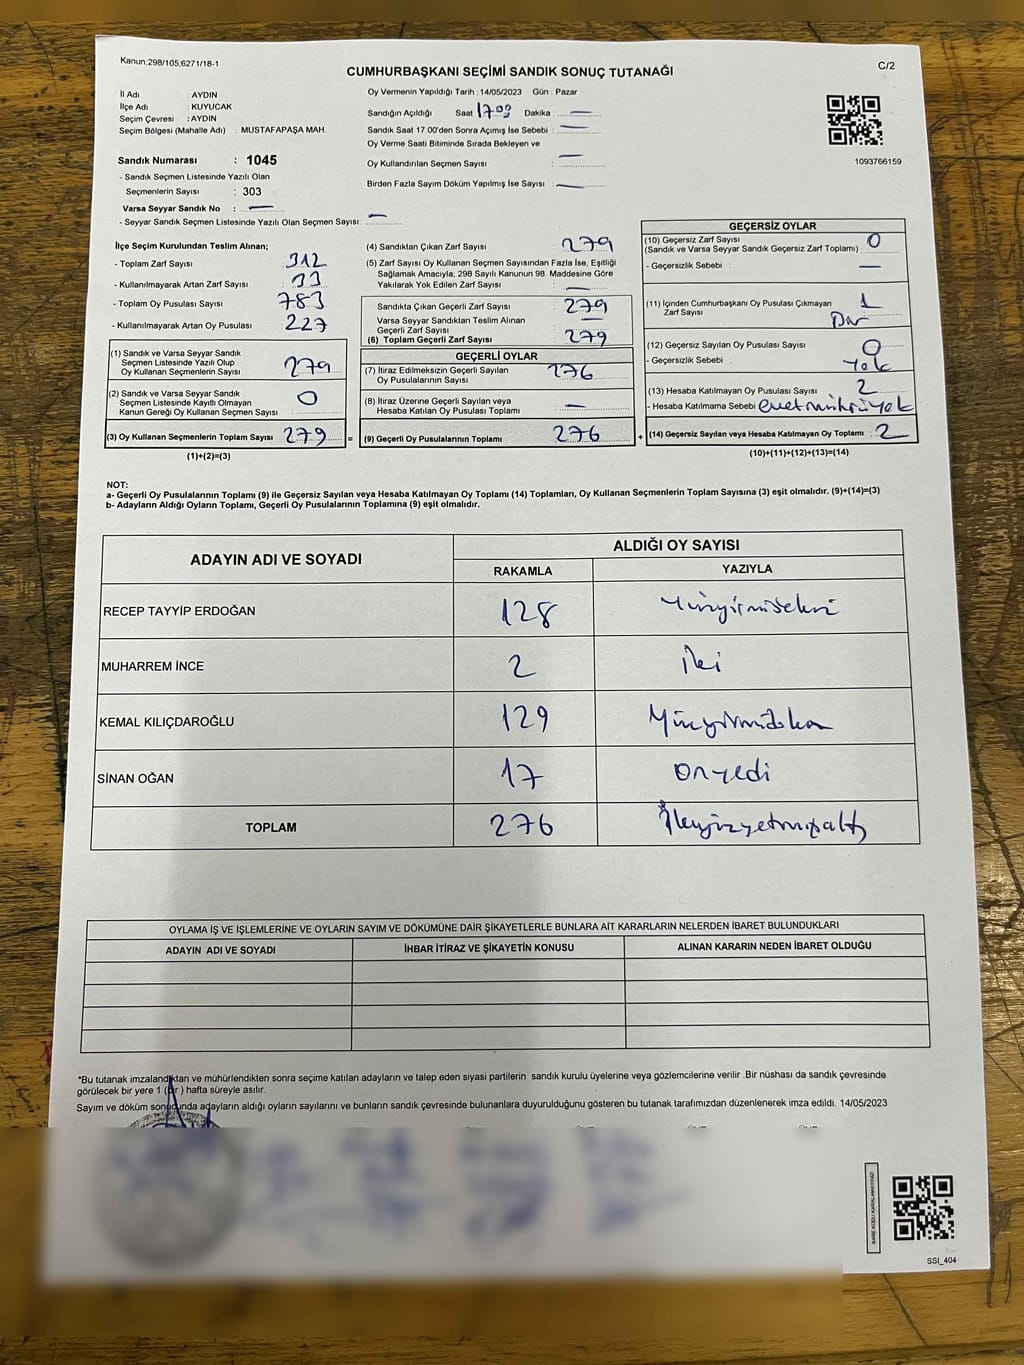 Kanun;298/105;6271/18-1
C/2
CUMHURBAŞKANI SEÇİMİ SANDIK SONUÇ TUTANAĞI
İl Adı : AYDIN
İlçe Adı : KUYUCAK
Seçim Çevresi : AYDIN
Seçim Bölgesi (Mahalle Adı) : MUSTAFAPAŞA MAH.
Sandık Numarası : 1045
- Sandık Seçmen Listesinde Yazılı Olan
Seçmenlerin Sayısı : 303
Varsa Seyyar Sandık No : —
- Seyyar Sandık Seçmen Listesinde Yazılı Olan Seçmen Sayısı: —
Oy Vermenin Yapıldığı Tarih : 14/05/2023 Gün : Pazar
Sandığın Açıldığı Saat 17.00 Dakika : —
Sandık Saat 17.00'den Sonra Açımış İse Sebebi : —
Oy Verme Saati Bitiminde Sırada Bekleyen ve
Oy Kullandırılan Seçmen Sayısı : —
Birden Fazla Sayım Döküm Yapılmış İse Sayısı : —
1093766159
İlçe Seçim Kurulundan Teslim Alınan;
- Toplam Zarf Sayısı : 312
- Kullanılmayarak Artan Zarf Sayısı : 33
- Toplam Oy Pusulası Sayısı : 783
- Kullanılmayarak Artan Oy Pusulası : 227
(1) Sandık ve Varsa Seyyar Sandık
Seçmen Listesinde Yazılı Olup
Oy Kullanan Seçmenlerin Sayısı : 279
(2) Sandık ve Varsa Seyyar Sandık
Seçmen Listesinde Kayıtlı Olmayan
Kanun Gereği Oy Kullanan Seçmen Sayısı : 0
(3) Oy Kullanan Seçmenlerin Toplam Sayısı : 279 =
(1)+(2)=(3)
(4) Sandıktan Çıkan Zarf Sayısı : 279
(5) Zarf Sayısı Oy Kullanan Seçmen Sayısından Fazla İse, Eşitliği
Sağlamak Amacıyla, 298 Sayılı Kanunun 98. Maddesine Göre
Yakılarak Yok Edilen Zarf Sayısı : —
Sandıkta Çıkan Geçerli Zarf Sayısı : 279
Varsa Seyyar Sandıktan Teslim Alınan
Geçerli Zarf Sayısı : —
(6) Toplam Geçerli Zarf Sayısı : 279
GEÇERLİ OYLAR
(7) İtiraz Edilmeksizin Geçerli Sayılan
Oy Pusulalarının Sayısı : 276
(8) İtiraz Üzerine Geçerli Sayılan veya
Hesaba Katılan Oy Pusulaları Toplamı : —
(9) Geçerli Oy Pusulalarının Toplamı : 276 +
GEÇERSİZ OYLAR
(10) Geçersiz Zarf Sayısı : 0
(Sandık ve Varsa Seyyar Sandık Geçersiz Zarf Toplamı)
- Geçersizlik Sebebi : —
(11) İçinden Cumhurbaşkanı Oy Pusulası Çıkmayan
Zarf Sayısı : 1
(12) Geçersiz Sayılan Oy Pusulası Sayısı : 0
- Geçersizlik Sebebi : Yok
(13) Hesaba Katılmayan Oy Pusulası Sayısı : 2
- Hesaba Katılmama Sebebi : evet mührü yok
(14) Geçersiz Sayılan veya Hesaba Katılmayan Oy Toplamı : 2
(10)+(11)+(12)+(13)=(14)
NOT:
a- Geçerli Oy Pusulalarının Toplamı (9) ile Geçersiz Sayılan veya Hesaba Katılmayan Oy Toplamı (14) Toplamları, Oy Kullanan Seçmenlerin Toplam Sayısına (3) eşit olmalıdır. (9)+(14)=(3)
b- Adayların Aldığı Oyların Toplamı, Geçerli Oy Pusulalarının Toplamına (9) eşit olmalıdır.
ADAYIN ADI VE SOYADI ALDIĞI OY SAYISI
RAKAMLA YAZIYLA
RECEP TAYYİP ERDOĞAN 128 Yüzyirmisekiz
MUHARREM İNCE 2 iki
KEMAL KILIÇDAROĞLU 129 Yüzyirmidokuz
SİNAN OĞAN 17 onyedi
TOPLAM 276 İkiyüzyetmişaltı
OYLAMA İŞ VE İŞLEMLERİNE VE OYLARIN SAYIM VE DÖKÜMÜNE DAİR ŞİKAYETLERLE BUNLARA AİT KARARLARIN NELERDEN İBARET BULUNDUKLARI
ADAYIN ADI VE SOYADI İHBAR İTİRAZ VE ŞİKAYETİN KONUSU ALINAN KARARIN NEDEN İBARET OLDUĞU
*Bu tutanak imzalandıktan ve mühürlendikten sonra seçime katılan adayların ve talep eden siyasi partilerin sandık kurulu üyelerine veya gözlemcilerine verilir .Bir nüshası da sandık çevresinde
görülecek bir yere 1 (bir) hafta süreyle asılır.
Sayım ve döküm sonucunda adayların aldığı oyların sayılarını ve bunların sandık çevresinde bulunanlara duyurulduğunu gösteren bu tutanak tarafımızdan düzenlenerek imza edildi. 14/05/2023
KARE KODU KARALAMAYINIZ!
SSI_404